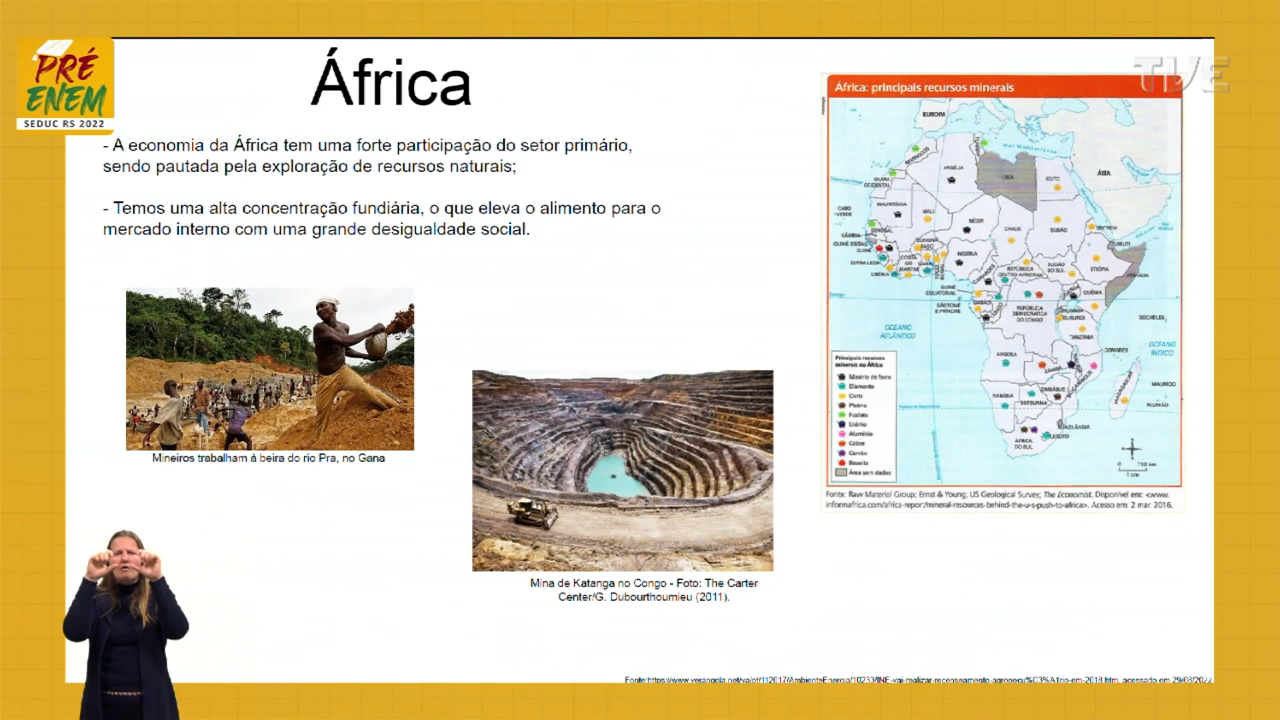 PRÉ
ENEM
SEDUC RS 2022
TVE
África
- A economia da África tem uma forte participação do setor primário,
sendo pautada pela exploração de recursos naturais;
- Temos uma alta concentração fundiária, o que eleva o alimento para o
mercado interno com uma grande desigualdade social.
Mineiros trabalham à beira do rio Pra, no Gana
Mina de Katanga no Congo - Foto: The Carter
Center/G. Dubourthoumieu (2011).
África: principais recursos minerais
EUROPA
ÁSIA
MARROCOS
ARGÉLIA
LÍBIA
EGITO
SAARA
OCIDENTAL
CABO
VERDE
MAURITÂNIA
MALI
NÍGER
CHADE
SUDÃO
ERITREIA
DJIBUTI
SENEGAL
GÂMBIA
GUINÉ-BISSAU
GUINÉ
SERRA LEOA
LIBÉRIA
COSTA
DO
MARFIM
BURKINA
FASO
NIGÉRIA
CAMARÕES
REPÚBLICA
CENTRO-AFRICANA
SUDÃO
DO SUL
ETIÓPIA
SOMÁLIA
GUINÉ
EQUATORIAL
SÃO TOMÉ
E PRÍNCIPE
GABÃO
REPÚBLICA
DEMOCRÁTICA
DO CONGO
QUÊNIA
BURUNDI
TANZÂNIA
SEICHELES
OCEANO
ATLÂNTICO
OCEANO
ÍNDICO
COMORES
ANGOLA
ZÂMBIA
MADAGASCAR
MAURÍCIO
REUNIÃO
NAMÍBIA
ZIMBÁBUE
BOTSUANA
SUAZILÂNDIA
LESOTO
ÁFRICA
DO SUL
Principais recursos
minerais na África
Minério de ferro
Diamante
Ouro
Platina
Fosfato
Urânio
Alumínio
Cobre
Carvão
Bauxita
Área sem dados
0 710 km
1 cm
Fonte: Raw Material Group; Ernst & Young; US Geological Survey; The Economist. Disponível em: <www.
informafrica.com/africa-report/mineral-resources-behind-the-u-s-push-to-africa>. Acesso em: 2 mar. 2016.